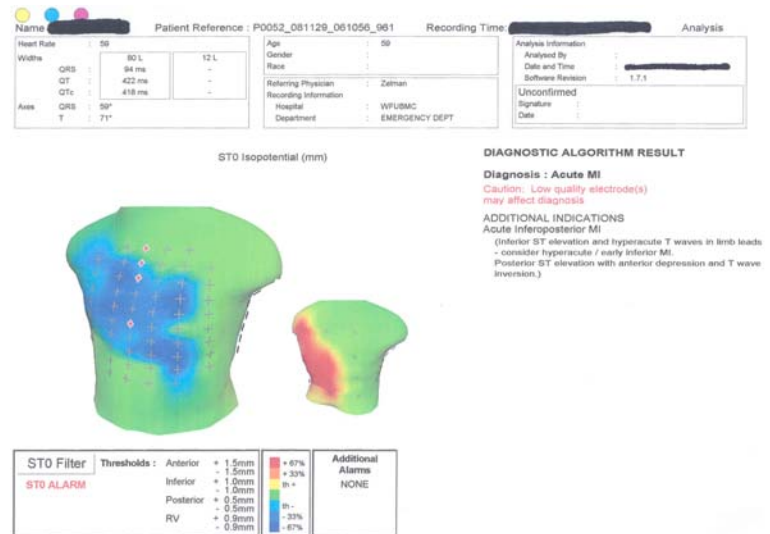 Name Patient Reference : P0052_081129_061056_961 Recording Time: Analysis
Heart Rate : 59
Widths : 80 L 12 L
QRS : 94 ms -
QT : 422 ms -
QTc : 418 ms -
Axes QRS : 59°
T : 71°
Age : 59
Gender :
Race :
Referring Physician : Zelman
Recording Information
Hospital : WFUBMC
Department : EMERGENCY DEPT
Analysis Information
Analysed By :
Date and Time :
Software Revision : 1.7.1
Unconfirmed
Signature :
Date :
ST0 Isopotential (mm)
DIAGNOSTIC ALGORITHM RESULT
Diagnosis : Acute MI
Caution: Low quality electrode(s)
may affect diagnosis
ADDITIONAL INDICATIONS
Acute Inferoposterior MI
(Inferior ST elevation and hyperacute T waves in limb leads
- consider hyperacute / early inferior MI.
Posterior ST elevation with anterior depression and T wave
inversion.)
ST0 Filter
ST0 ALARM
Thresholds : Anterior + 1.5mm
- 1.5mm
Inferior + 1.0mm
- 1.0mm
Posterior + 0.5mm
- 0.5mm
RV + 0.9mm
- 0.9mm
+ 67%
+ 33%
th +
th -
- 33%
- 67%
Additional
Alarms
NONE